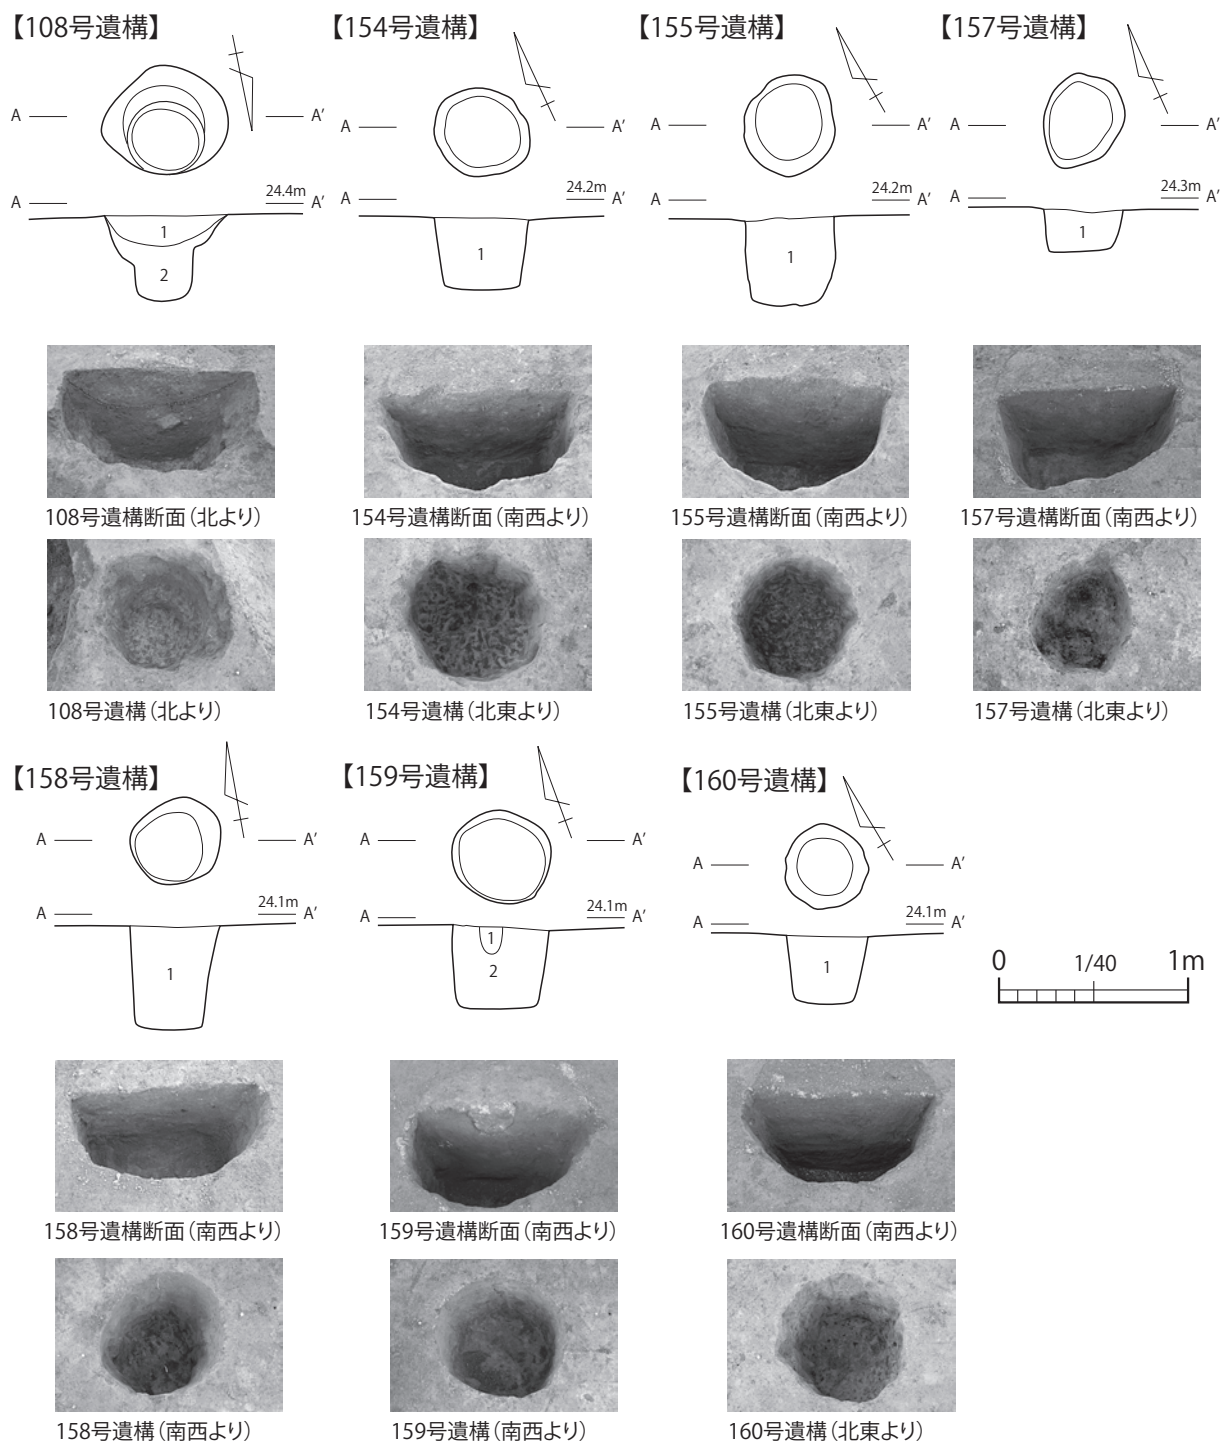 【108号遺構】
【154号遺構】
【155号遺構】
【157号遺構】
A A’
A A’
A A’
A A’
A 24.4m A’
A 24.2m A’
A 24.2m A’
A 24.3m A’
1
2
1
1
1
108号遺構断面（北より）
154号遺構断面（南西より）
155号遺構断面（南西より）
157号遺構断面（南西より）
108号遺構（北より）
154号遺構（北東より）
155号遺構（北東より）
157号遺構（北東より）
【158号遺構】
【159号遺構】
【160号遺構】
A A’
A A’
A A’
A 24.1m A’
A 24.1m A’
A 24.1m A’
1
1
2
1
0 1/40 1m
158号遺構断面（南西より）
159号遺構断面（南西より）
160号遺構断面（南西より）
158号遺構（南西より）
159号遺構（南西より）
160号遺構（北東より）